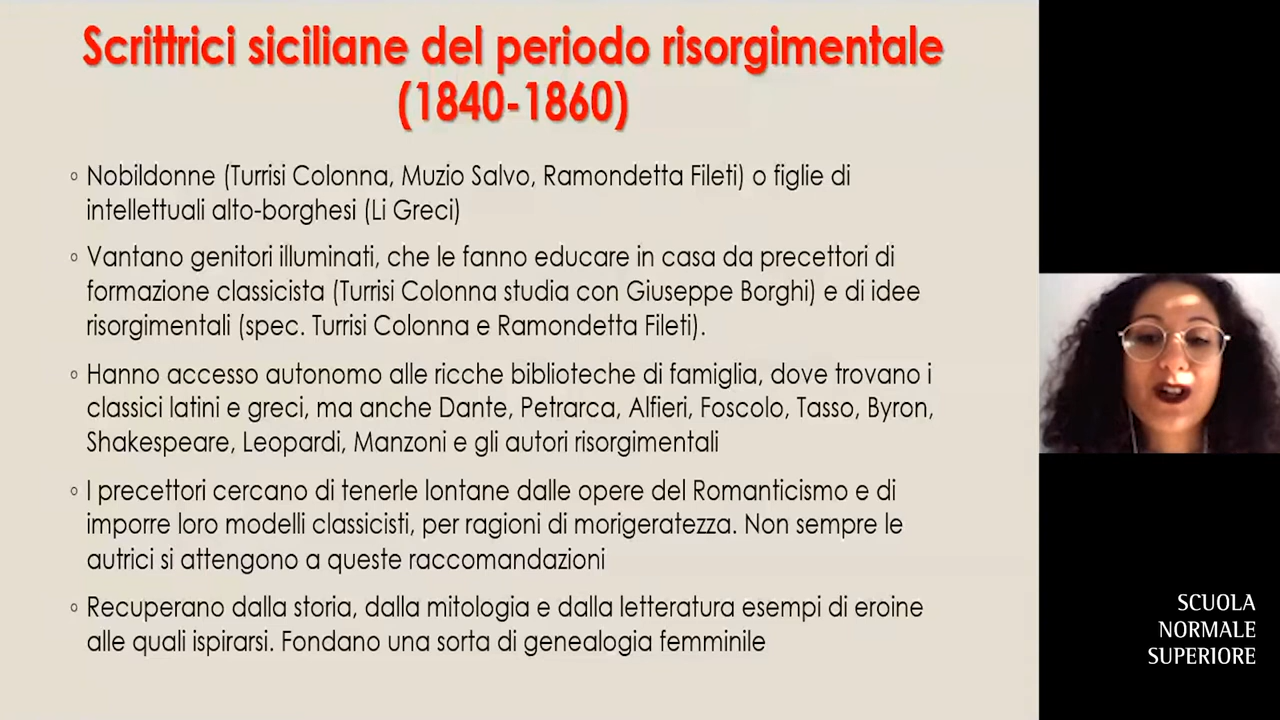 Scrittrici siciliane del periodo risorgimentale
(1840-1860)
Nobildonne (Turrisi Colonna, Muzio Salvo, Ramondetta Fileti) o figlie di
intellettuali alto-borghesi (Li Greci)
Vantano genitori illuminati, che le fanno educare in casa da precettori di
formazione classicista (Turrisi Colonna studia con Giuseppe Borghi) e di idee
risorgimentali (spec. Turrisi Colonna e Ramondetta Fileti).
Hanno accesso autonomo alle ricche biblioteche di famiglia, dove trovano i
classici latini e greci, ma anche Dante, Petrarca, Alfieri, Foscolo, Tasso, Byron,
Shakespeare, Leopardi, Manzoni e gli autori risorgimentali
I precettori cercano di tenerle lontane dalle opere del Romanticismo e di
imporre loro modelli classicisti, per ragioni di morigeratezza. Non sempre le
autrici si attengono a queste raccomandazioni
Recuperano dalla storia, dalla mitologia e dalla letteratura esempi di eroine
alle quali ispirarsi. Fondano una sorta di genealogia femminile
SCUOLA
NORMALE
SUPERIORE